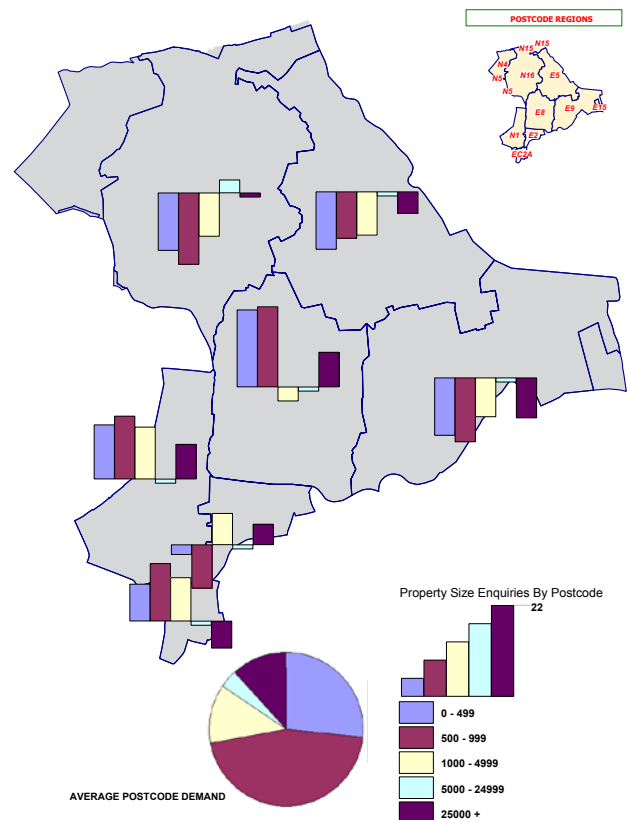 POSTCODE REGIONS
N15
N15
N4
N5
N16
E5
N5
E8
E9
E15
N1
E2
EC2A
Property Size Enquiries By Postcode
22
0 - 499
500 - 999
1000 - 4999
5000 - 24999
25000 +
AVERAGE POSTCODE DEMAND